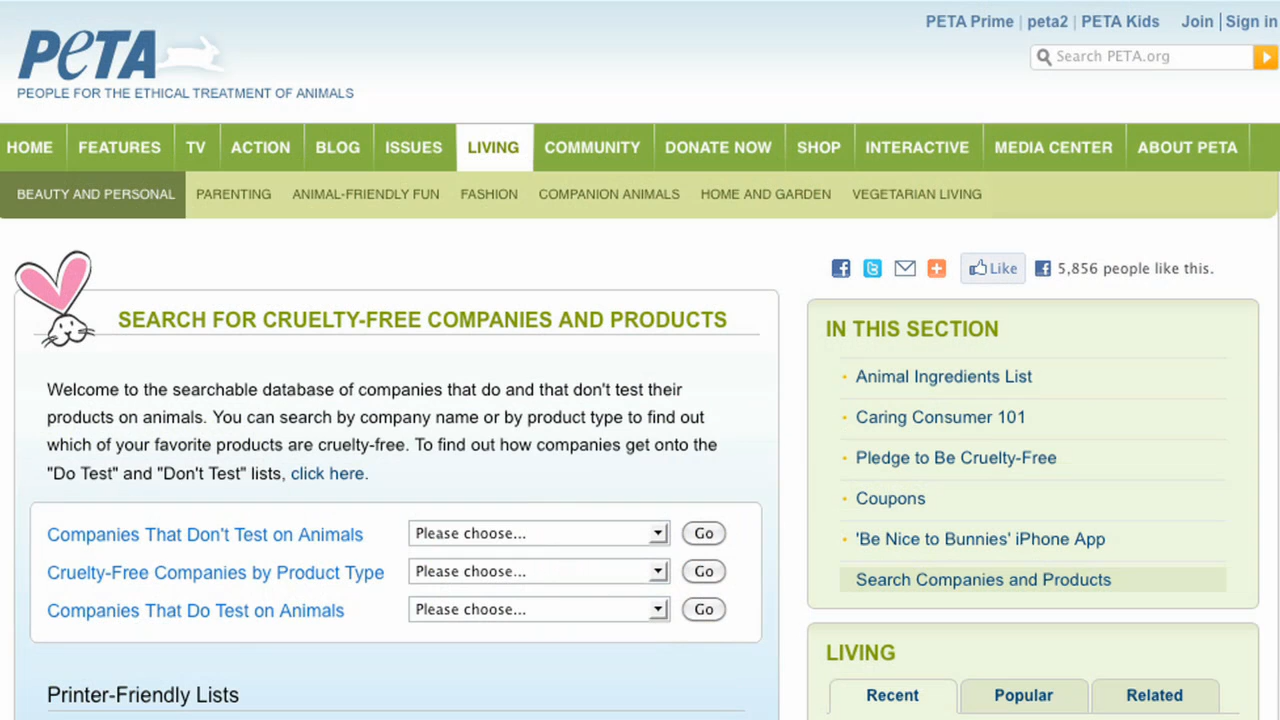 PETA Prime | peta2 | PETA Kids Join | Sign in
PETA
PEOPLE FOR THE ETHICAL TREATMENT OF ANIMALS
Search PETA.org
HOME FEATURES TV ACTION BLOG ISSUES LIVING COMMUNITY DONATE NOW SHOP INTERACTIVE MEDIA CENTER ABOUT PETA
BEAUTY AND PERSONAL PARENTING ANIMAL-FRIENDLY FUN FASHION COMPANION ANIMALS HOME AND GARDEN VEGETARIAN LIVING
Like 5,856 people like this.
SEARCH FOR CRUELTY-FREE COMPANIES AND PRODUCTS
Welcome to the searchable database of companies that do and that don't test their
products on animals. You can search by company name or by product type to find out
which of your favorite products are cruelty-free. To find out how companies get onto the
"Do Test" and "Don't Test" lists, click here.
Companies That Don't Test on Animals Please choose... Go
Cruelty-Free Companies by Product Type Please choose... Go
Companies That Do Test on Animals Please choose... Go
Printer-Friendly Lists
IN THIS SECTION
Animal Ingredients List
Caring Consumer 101
Pledge to Be Cruelty-Free
Coupons
'Be Nice to Bunnies' iPhone App
Search Companies and Products
LIVING
Recent Popular Related